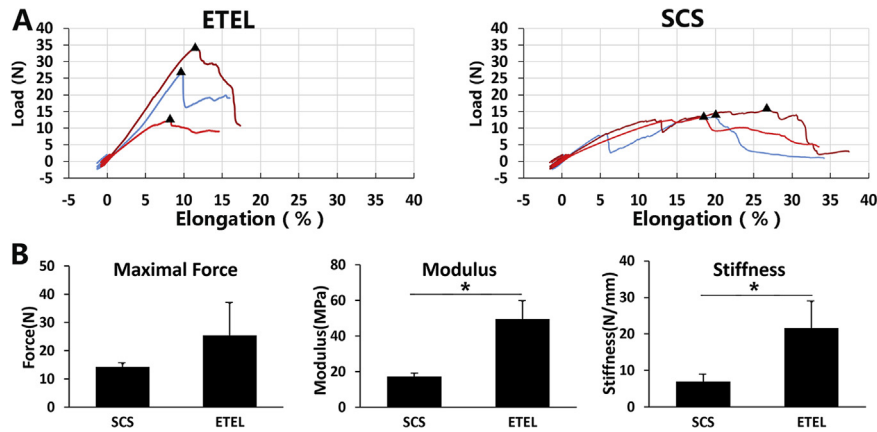 A
ETEL
SCS
Load (N)
40
35
30
25
20
15
10
5
0
-5
-5 0 5 10 15 20 25 30 35 40
Elongation ( % )
Load (N)
40
35
30
25
20
15
10
5
0
-5
-5 0 5 10 15 20 25 30 35 40
Elongation ( % )
B
Maximal Force
Force(N)
50
40
30
20
10
0
SCS ETEL
Modulus
*
Modulus(MPa)
80
60
40
20
0
SCS ETEL
Stiffness
*
Stiffness(N/mm)
40
30
20
10
0
SCS ETEL